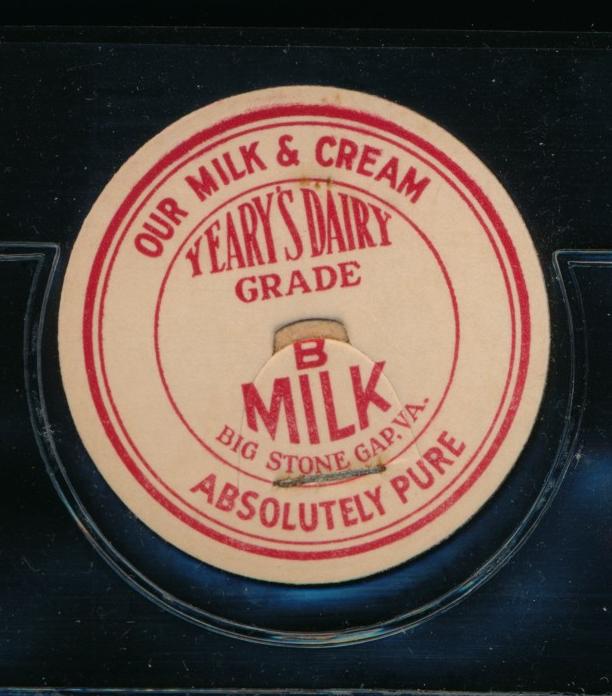 OUR MILK & CREAM
YEARY'S DAIRY
GRADE
B
MILK
BIG STONE GAP, VA.
ABSOLUTELY PURE